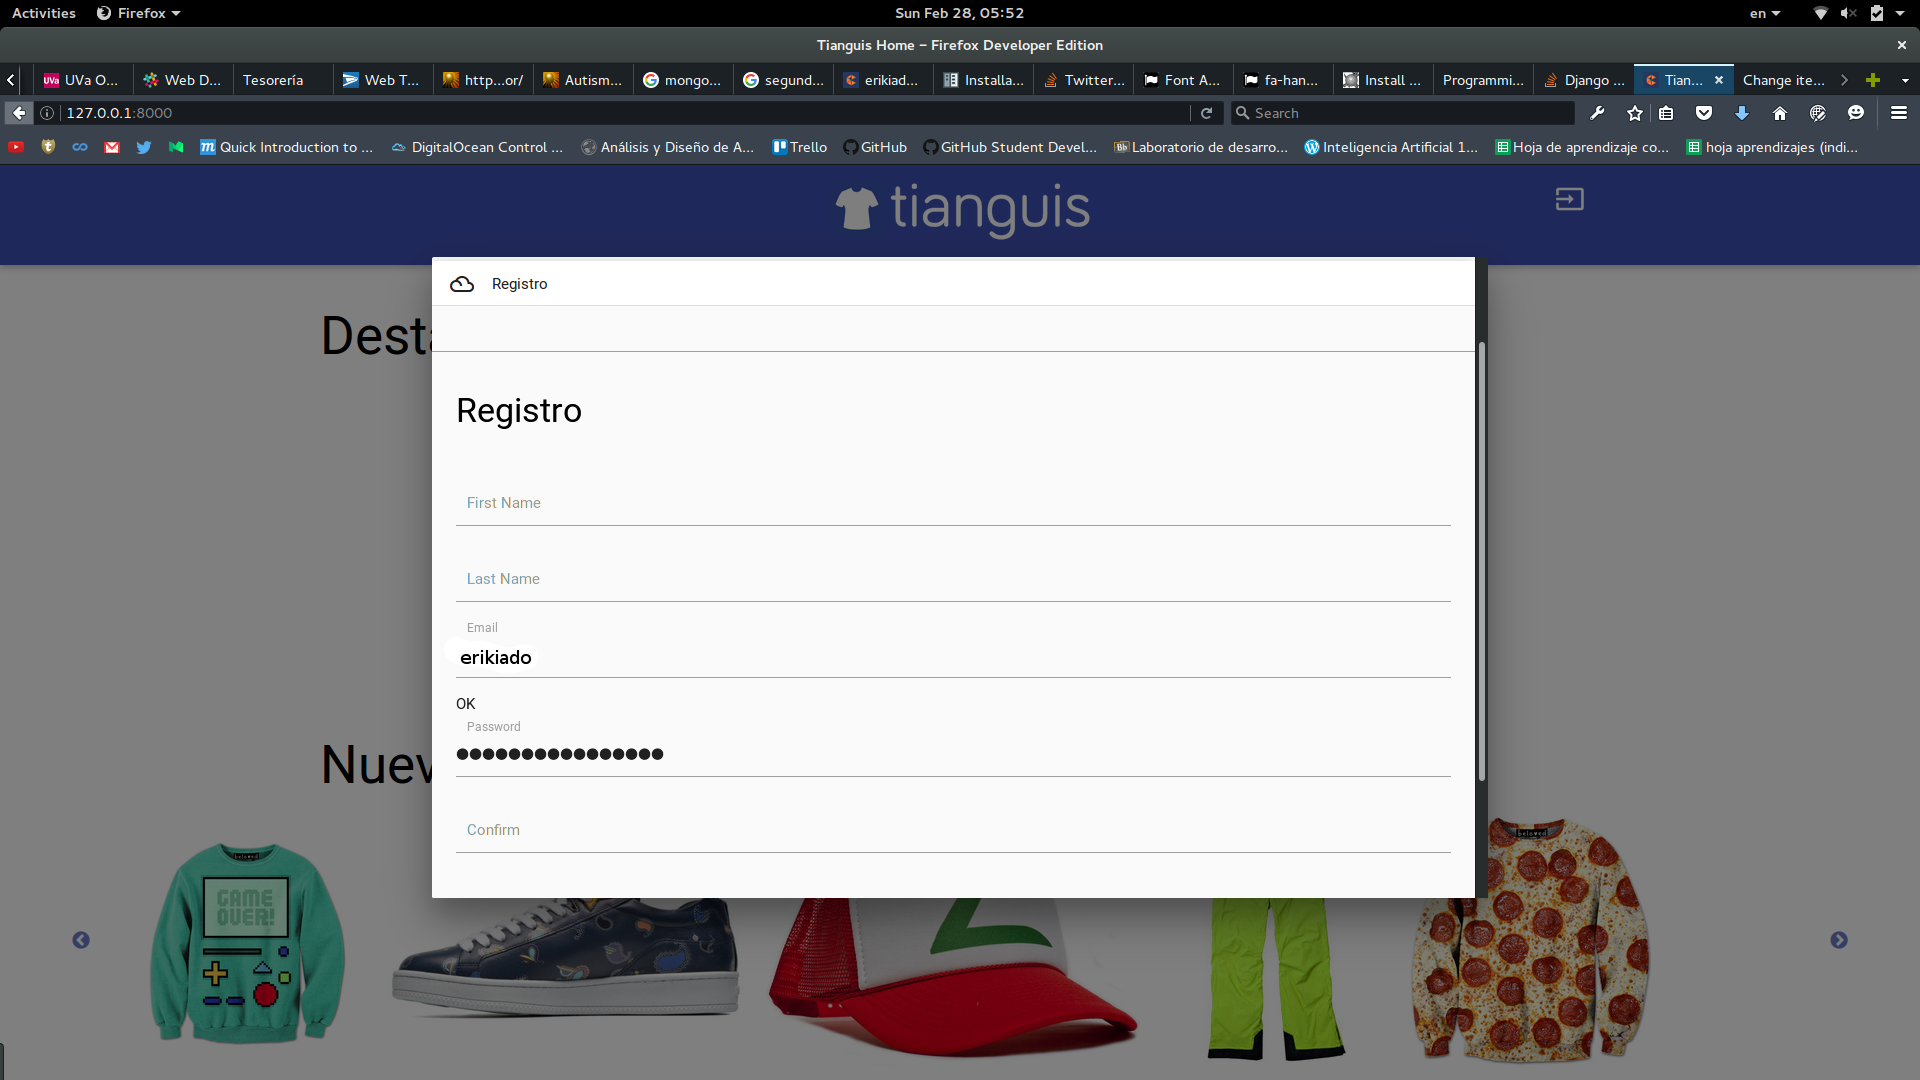 Activities Firefox Sun Feb 28, 05:52 en
Tianguis Home – Firefox Developer Edition
UVa O... Web D... Tesorería Web T... http...or/ Autism... mongo... segund... erikiad... Installa... Twitter... Font A... fa-han... Install ... Programmi... Django ... Tian... Change ite...
127.0.0.1:8000 Search
Quick Introduction to ... DigitalOcean Control ... Análisis y Diseño de A... Trello GitHub GitHub Student Devel... Laboratorio de desarro... Inteligencia Artificial 1... Hoja de aprendizaje co... hoja aprendizajes (indi...
tianguis
Registro
Desta
Registro
First Name
Last Name
Email
erikiado
OK
Password
Nuev
Confirm
beloved
GAME
OVER!
beloved